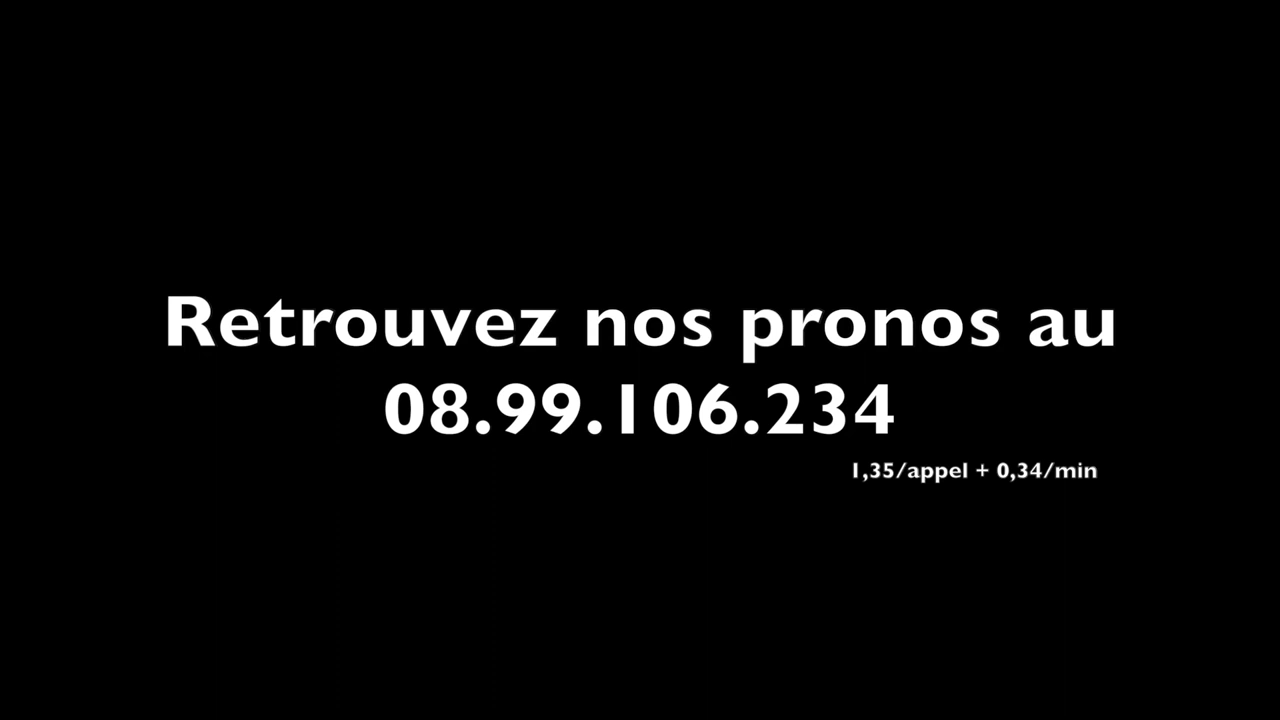 Retrouvez nos pronos au
08.99.106.234
1,35/appel + 0,34/min